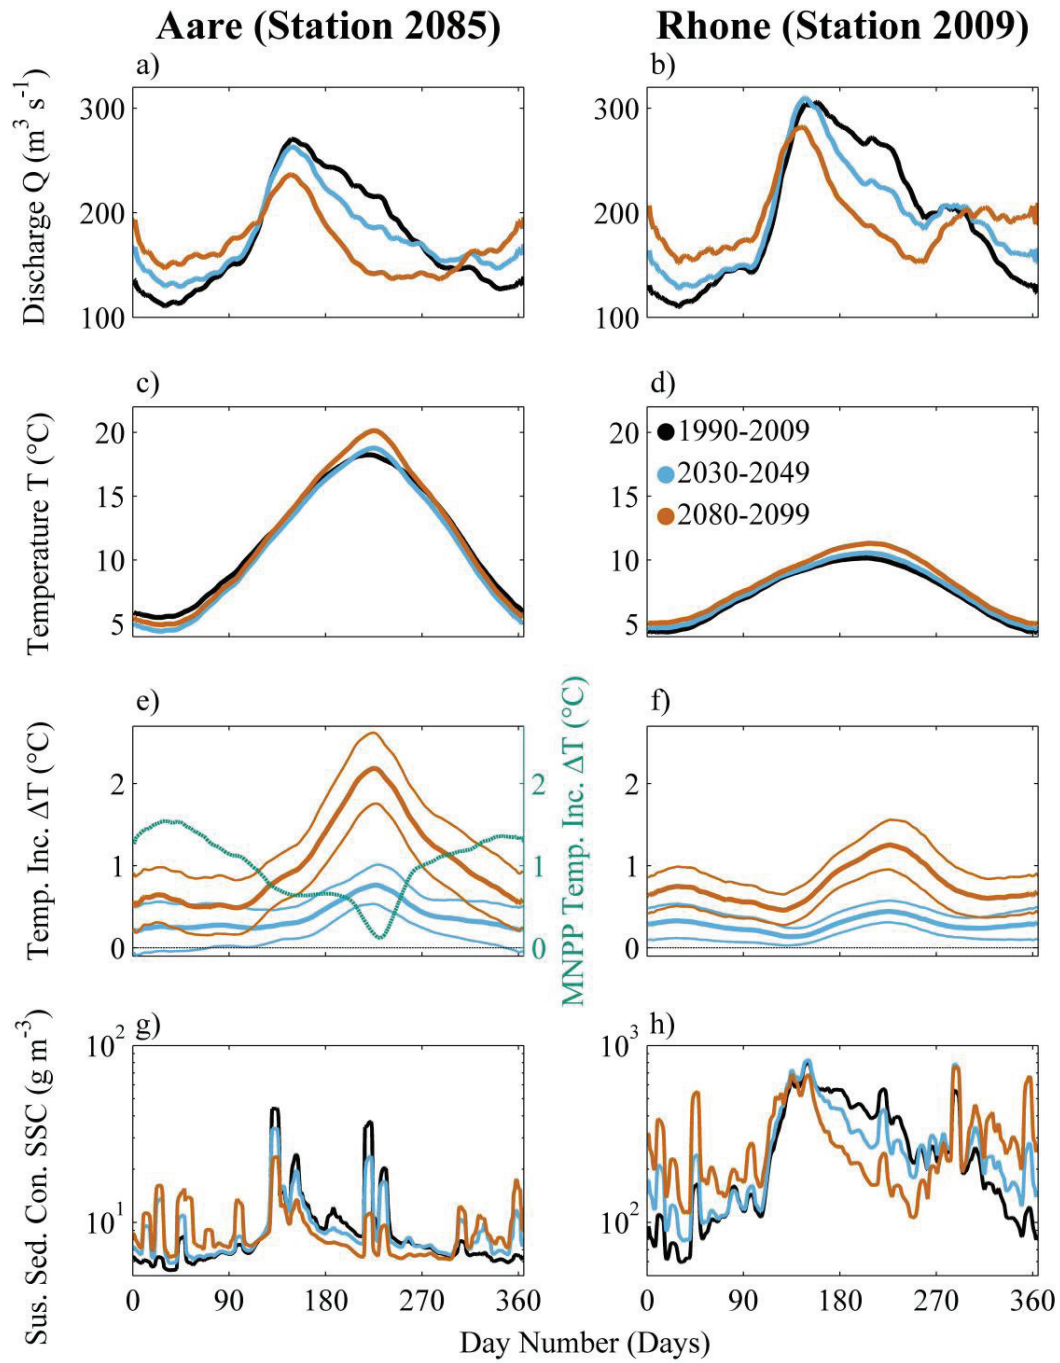 Aare (Station 2085)
Rhone (Station 2009)
a)
b)
Discharge Q (m³ s⁻¹)
300
200
100
300
200
100
c)
d)
Temperature T (°C)
20
15
10
5
20
15
10
5
1990-2009
2030-2049
2080-2099
e)
f)
Temp. Inc. ΔT (°C)
2
1
0
2
1
0
MNPP Temp. Inc. ΔT (°C)
2
1
0
g)
h)
Sus. Sed. Con. SSC (g m⁻³)
10²
10¹
10³
10²
0 90 180 270 360
0 90 180 270 360
Day Number (Days)